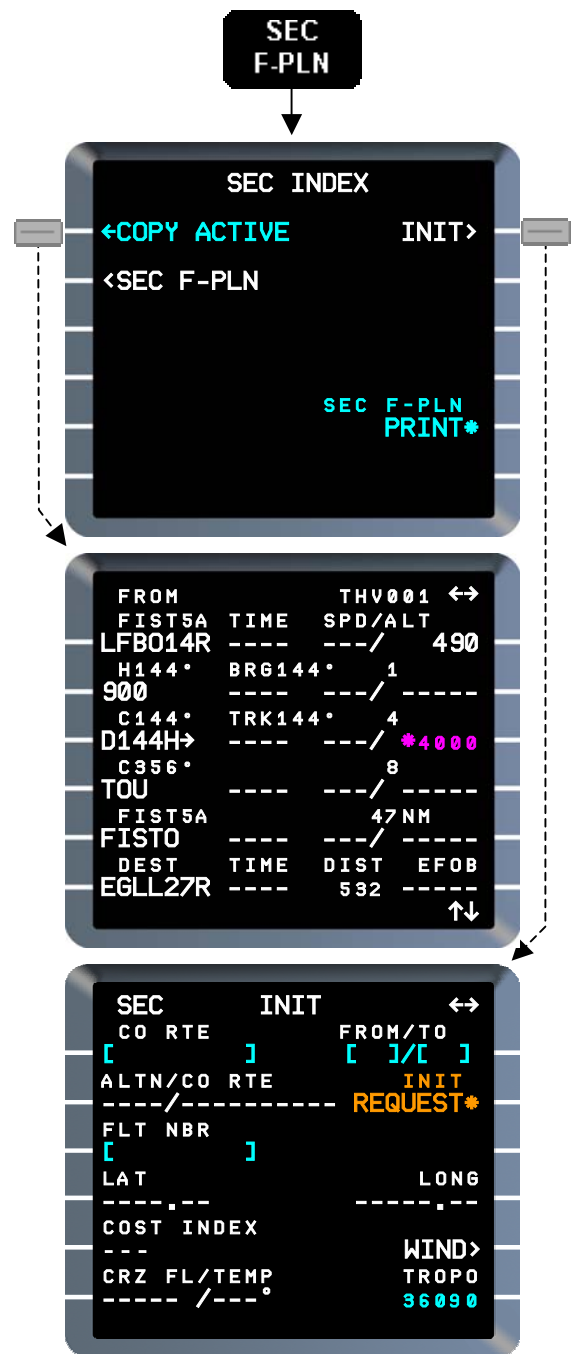 SEC
F-PLN
SEC INDEX
←COPY ACTIVE INIT>
<SEC F-PLN
SEC F-PLN
PRINT*
FROM THV001 ←→
FIST5A TIME SPD/ALT
LFBO14R ---- ---/ 490
H144° BRG144° 1
900 ---- ---/ -----
C144° TRK144° 4
D144H→ ---- ---/ *4000
C356° 8
TOU ---- ---/ -----
FIST5A 47NM
FISTO ---- ---/ -----
DEST TIME DIST EFOB
EGLL27R ---- 532 -----
↑↓
SEC INIT ←→
CO RTE FROM/TO
[ ] [ ]/[ ]
ALTN/CO RTE INIT
----/---------- REQUEST*
FLT NBR
[ ]
LAT LONG
----.-- -----.--
COST INDEX
--- WIND>
CRZ FL/TEMP TROPO
----- /---° 36090